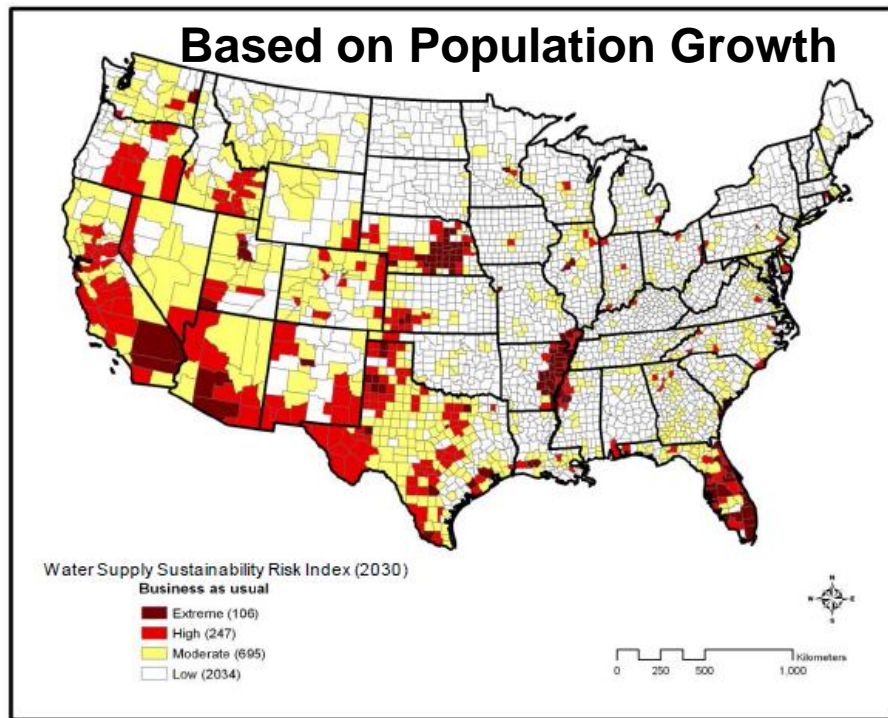 Based on Population Growth
Water Supply Sustainability Risk Index (2030)
Business as usual
Extreme (106)
High (247)
Moderate (695)
Low (2034)
N
W E
S
Kilometers
0 250 500 1,000